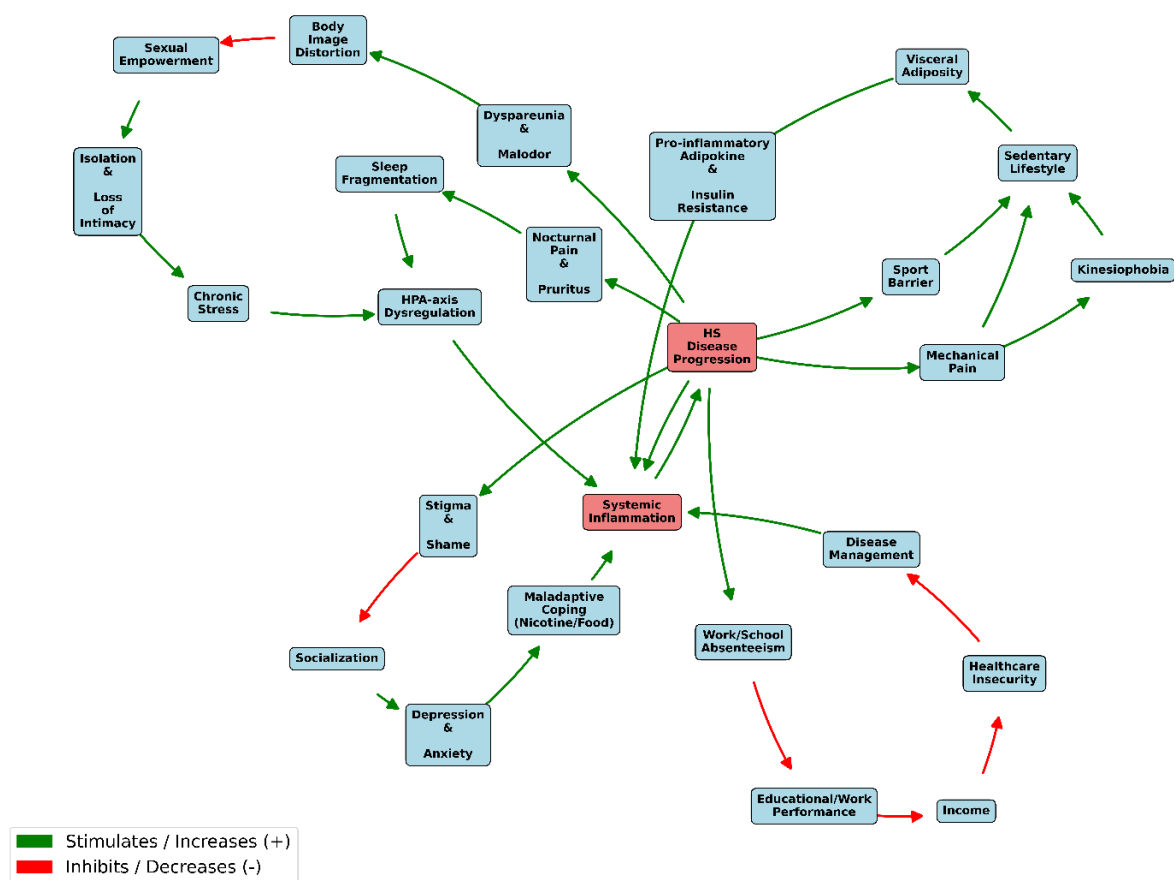 Body
Image
Distortion
Sexual
Empowerment
Visceral
Adiposity
Dyspareunia
&
Malodor
Pro-inflammatory
Adipokine
&
Insulin
Resistance
Sedentary
Lifestyle
Isolation
&
Loss
of
Intimacy
Sleep
Fragmentation
Nocturnal
Pain
&
Pruritus
Sport
Barrier
Kinesiophobia
Chronic
Stress
HPA-axis
Dysregulation
HS
Disease
Progression
Mechanical
Pain
Stigma
&
Shame
Systemic
Inflammation
Disease
Management
Maladaptive
Coping
(Nicotine/Food)
Work/School
Absenteeism
Socialization
Healthcare
Insecurity
Depression
&
Anxiety
Educational/Work
Performance
Income
Stimulates / Increases (+)
Inhibits / Decreases (-)